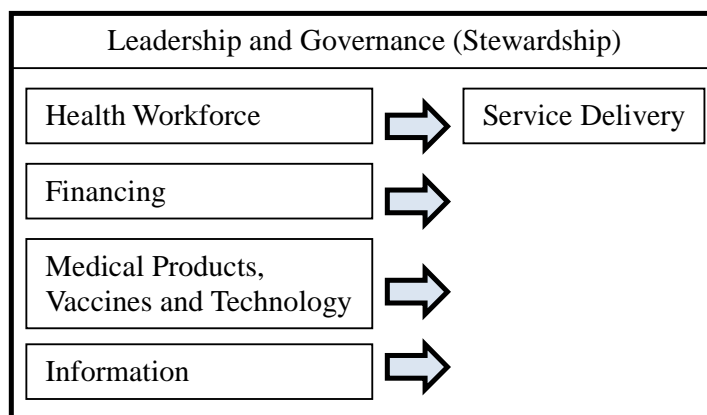 Leadership and Governance (Stewardship)
Health Workforce
Service Delivery
Financing
Medical Products,
Vaccines and Technology
Information